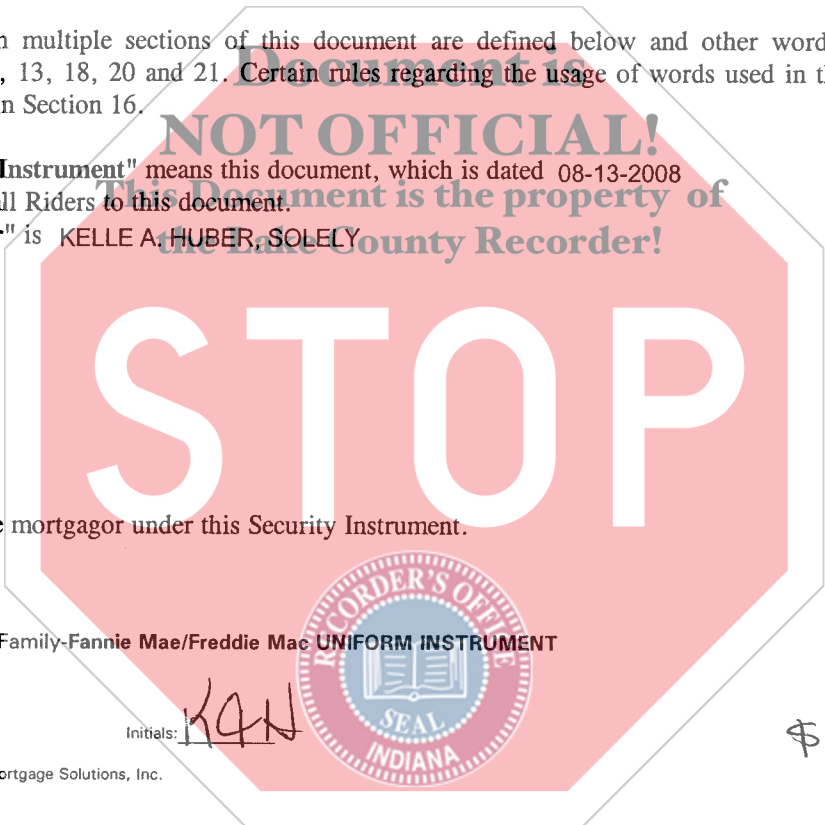 multiple sections of this document are defined below and other word
, 13, 18, 20 and 21. Certain rules regarding the usage of words used in
n Section 16.
Document is
NOT OFFICIAL!
This Document is the property of
the Lake County Recorder!
Instrument" means this document, which is dated 08-13-2008
ll Riders to this document.
" is KELLE A. HUBER, SOLELY
STOP
mortgagor under this Security Instrument.
RECORDER'S OFFICE
SEAL
INDIANA
Family-Fannie Mae/Freddie Mac UNIFORM INSTRUMENT
Initials: KAH
ortgage Solutions, Inc.